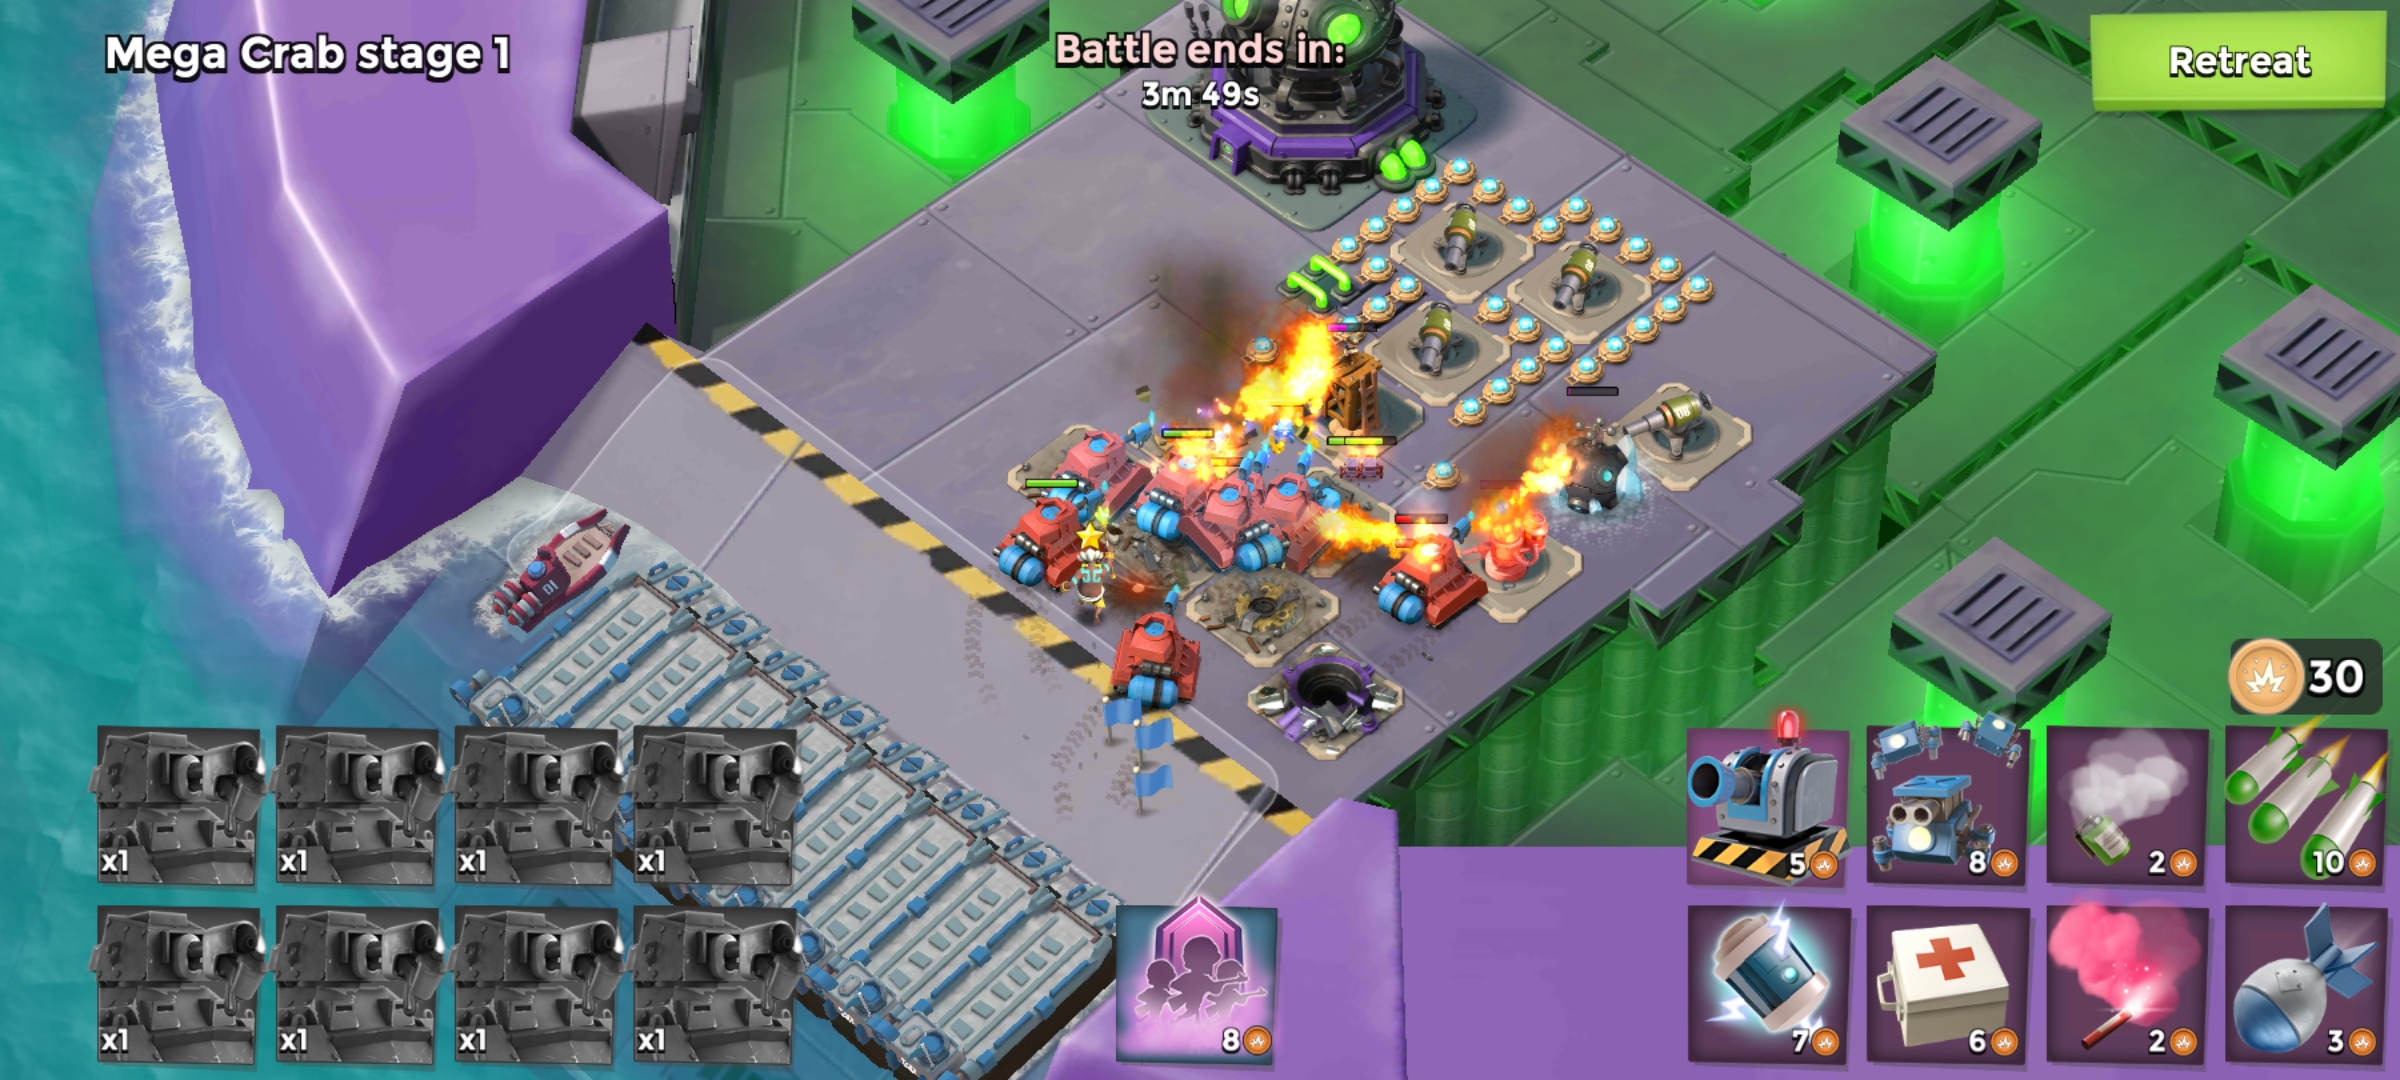 Mega Crab stage 1
Battle ends in:
3m 49s
Retreat
30
x1
x1
x1
x1
5
8
2
10
x1
x1
x1
x1
8
7
6
2
3